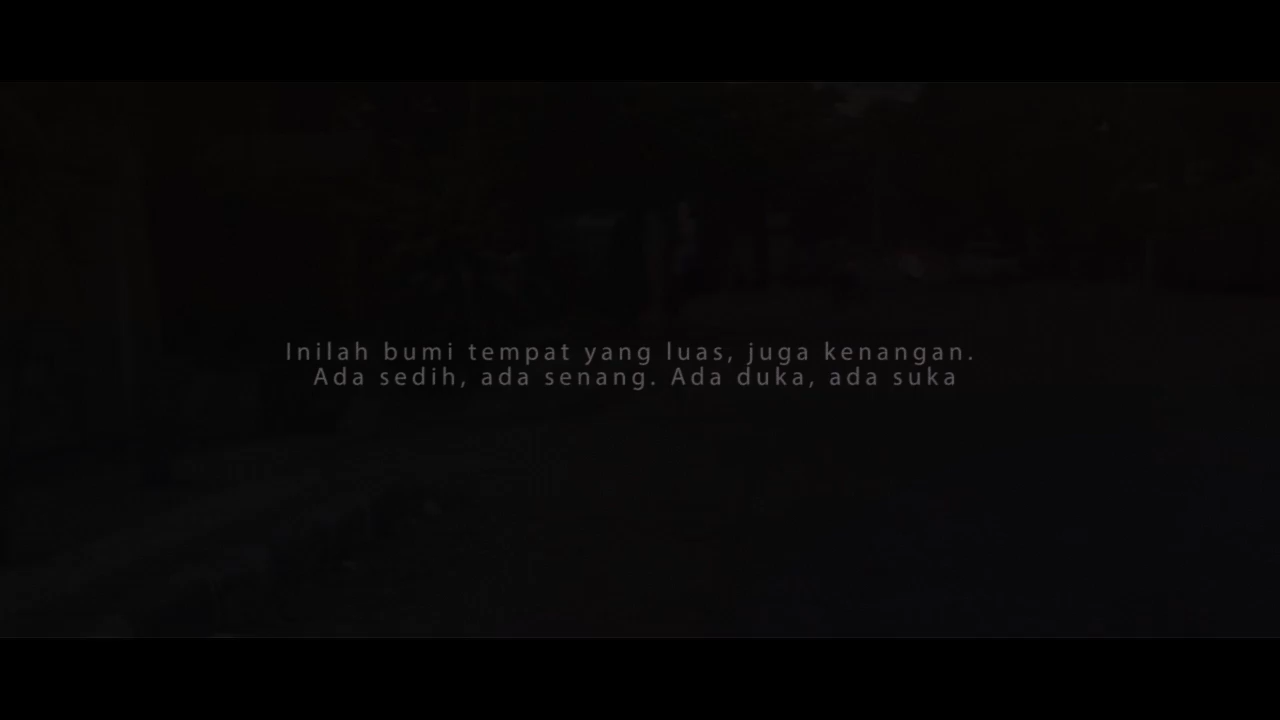 Inilah bumi tempat yang luas, juga kenangan.
Ada sedih, ada senang. Ada duka, ada suka